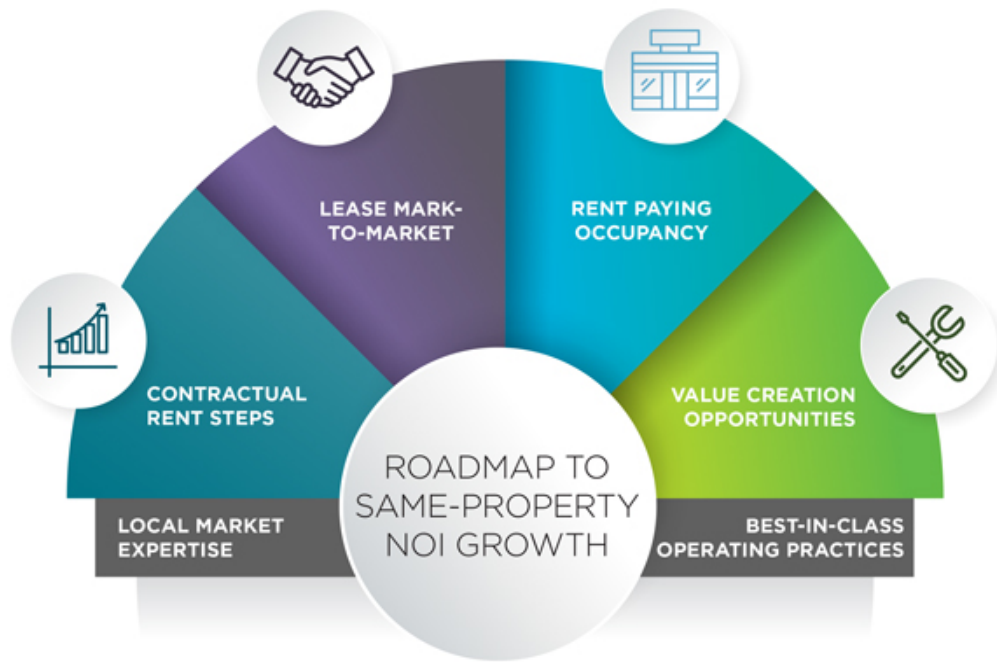 LEASE MARK-
TO-MARKET
RENT PAYING
OCCUPANCY
CONTRACTUAL
RENT STEPS
VALUE CREATION
OPPORTUNITIES
ROADMAP TO
SAME-PROPERTY
NOI GROWTH
LOCAL MARKET
EXPERTISE
BEST-IN-CLASS
OPERATING PRACTICES